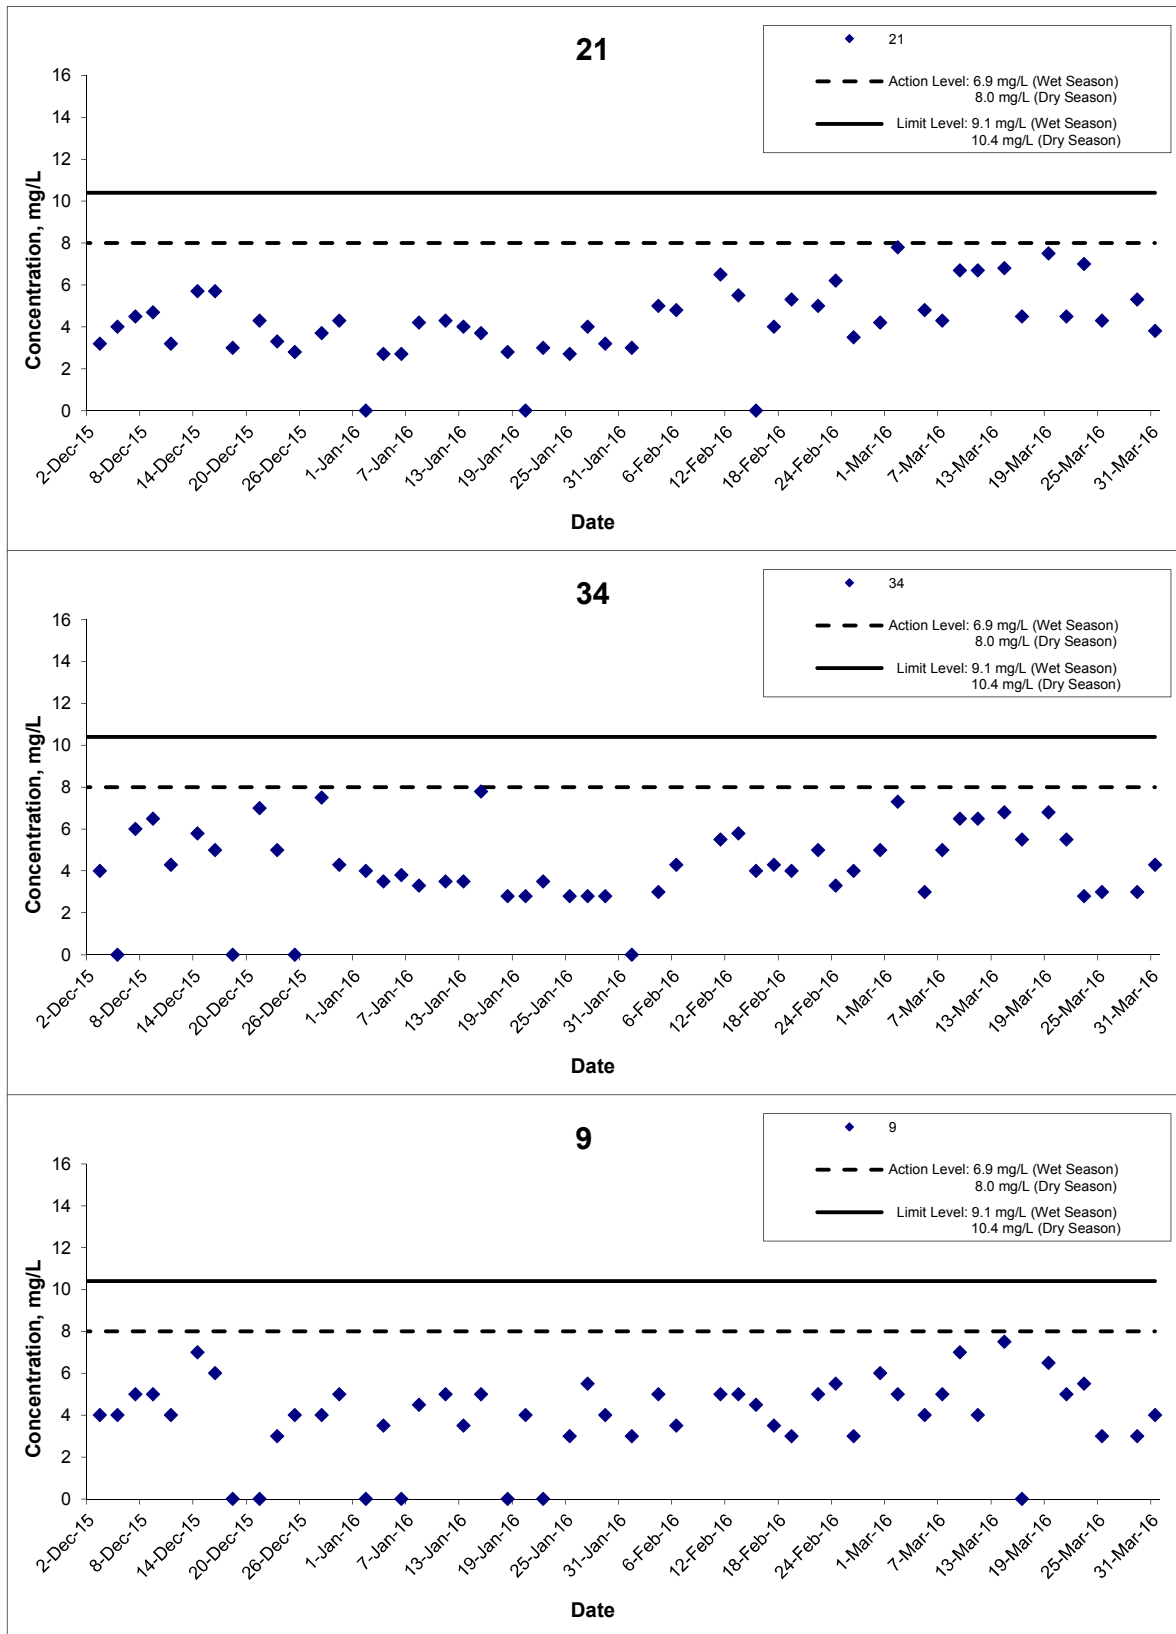 21
21
Action Level: 6.9 mg/L (Wet Season)
8.0 mg/L (Dry Season)
Limit Level: 9.1 mg/L (Wet Season)
10.4 mg/L (Dry Season)
Concentration, mg/L
16
14
12
10
8
6
4
2
0
2-Dec-15
8-Dec-15
14-Dec-15
20-Dec-15
26-Dec-15
1-Jan-16
7-Jan-16
13-Jan-16
19-Jan-16
25-Jan-16
31-Jan-16
6-Feb-16
12-Feb-16
18-Feb-16
24-Feb-16
1-Mar-16
7-Mar-16
13-Mar-16
19-Mar-16
25-Mar-16
31-Mar-16
Date
34
34
Action Level: 6.9 mg/L (Wet Season)
8.0 mg/L (Dry Season)
Limit Level: 9.1 mg/L (Wet Season)
10.4 mg/L (Dry Season)
Concentration, mg/L
16
14
12
10
8
6
4
2
0
2-Dec-15
8-Dec-15
14-Dec-15
20-Dec-15
26-Dec-15
1-Jan-16
7-Jan-16
13-Jan-16
19-Jan-16
25-Jan-16
31-Jan-16
6-Feb-16
12-Feb-16
18-Feb-16
24-Feb-16
1-Mar-16
7-Mar-16
13-Mar-16
19-Mar-16
25-Mar-16
31-Mar-16
Date
9
9
Action Level: 6.9 mg/L (Wet Season)
8.0 mg/L (Dry Season)
Limit Level: 9.1 mg/L (Wet Season)
10.4 mg/L (Dry Season)
Concentration, mg/L
16
14
12
10
8
6
4
2
0
2-Dec-15
8-Dec-15
14-Dec-15
20-Dec-15
26-Dec-15
1-Jan-16
7-Jan-16
13-Jan-16
19-Jan-16
25-Jan-16
31-Jan-16
6-Feb-16
12-Feb-16
18-Feb-16
24-Feb-16
1-Mar-16
7-Mar-16
13-Mar-16
19-Mar-16
25-Mar-16
31-Mar-16
Date